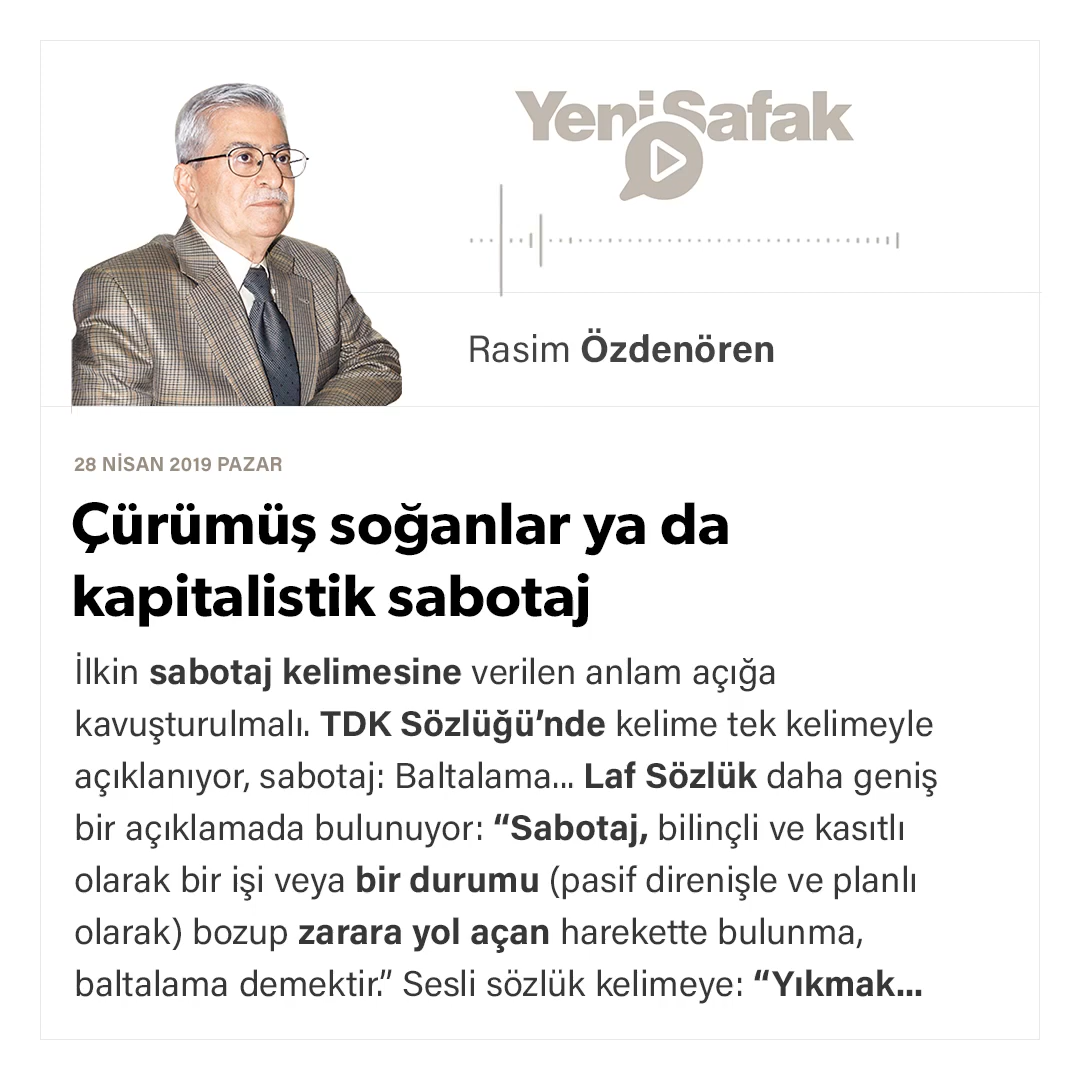 Yeni Şafak
Rasim Özdenören
28 NİSAN 2019 PAZAR
Çürümüş soğanlar ya da
kapitalistik sabotaj
İlkin sabotaj kelimesine verilen anlam açığa
kavuşturulmalı. TDK Sözlüğü’nde kelime tek kelimeyle
açıklanıyor, sabotaj: Baltalama... Laf Sözlük daha geniş
bir açıklamada bulunuyor: “Sabotaj, bilinçli ve kasıtlı
olarak bir işi veya bir durumu (pasif direnişle ve planlı
olarak) bozup zarara yol açan harekette bulunma,
baltalama demektir.” Sesli sözlük kelimeye: “Yıkmak...